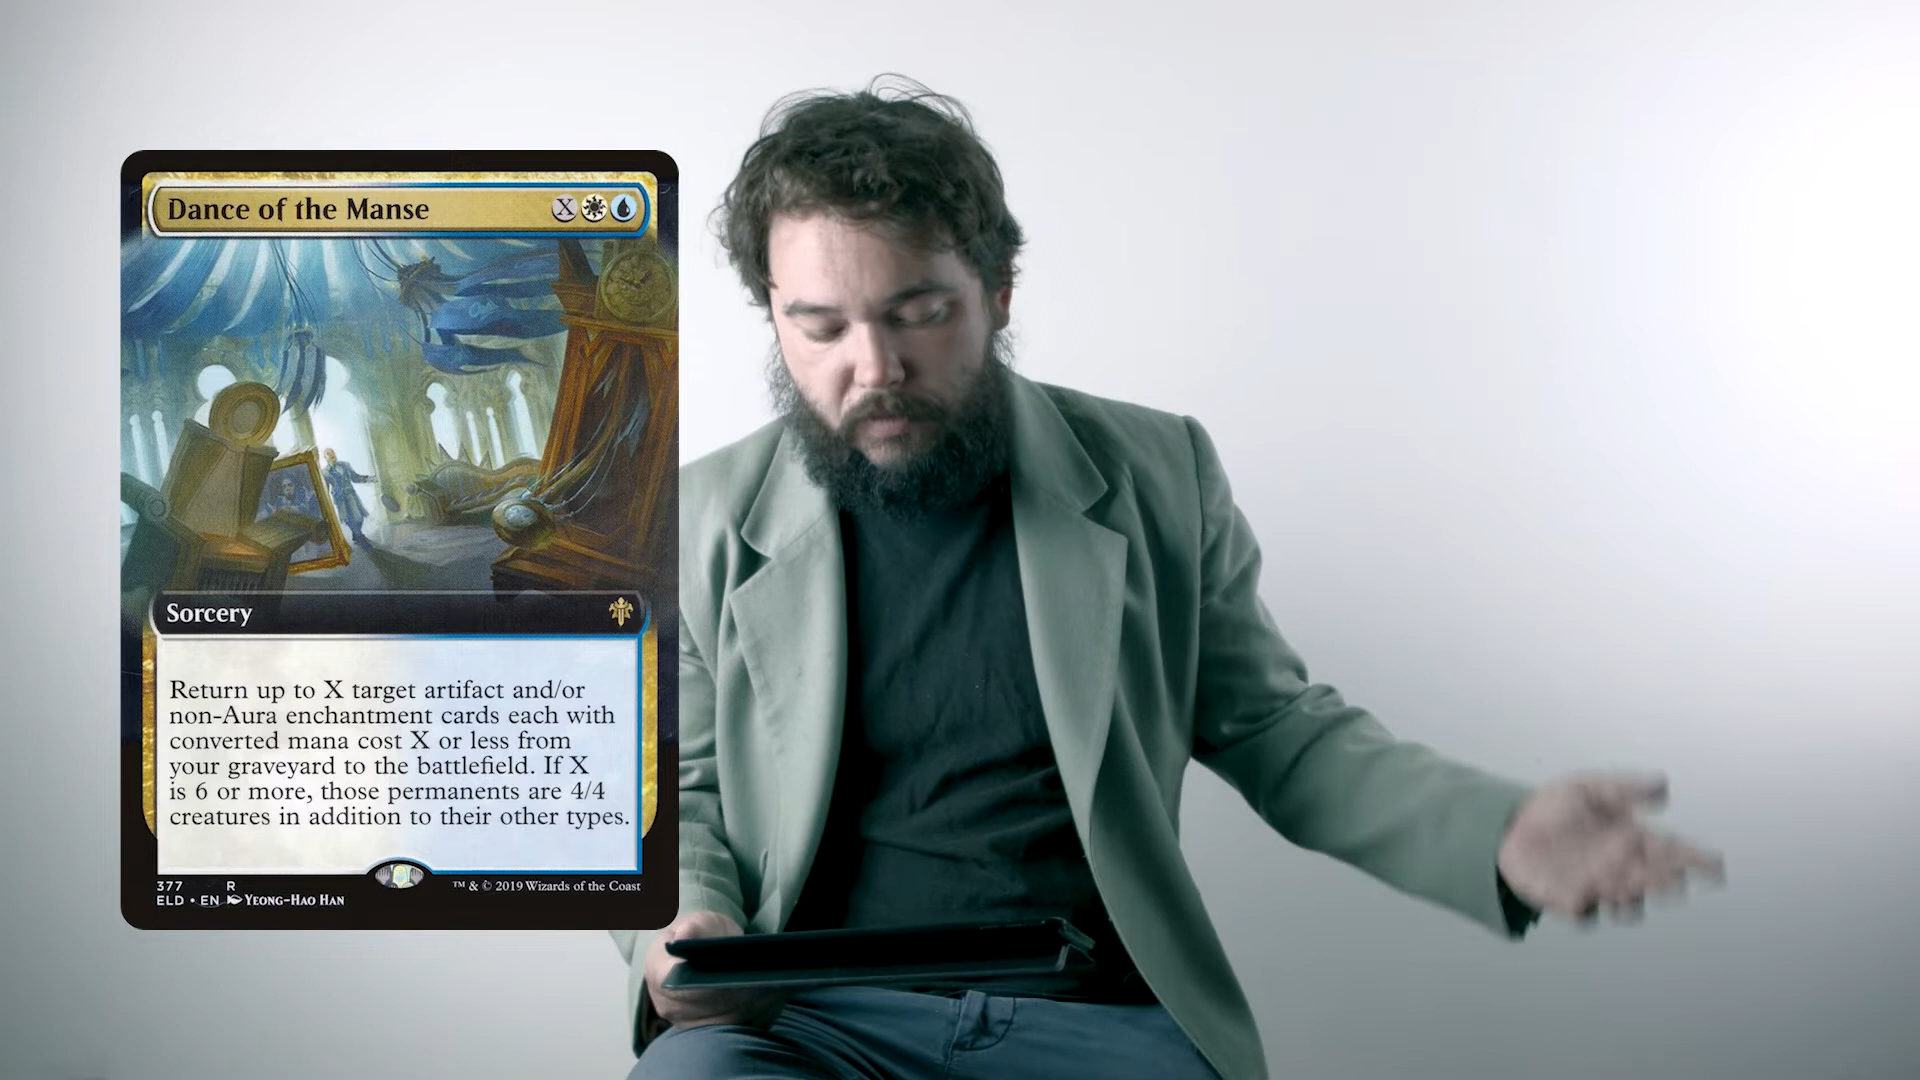 Dance of the Manse X
Sorcery
Return up to X target artifact and/or
non-Aura enchantment cards each with
converted mana cost X or less from
your graveyard to the battlefield. If X
is 6 or more, those permanents are 4/4
creatures in addition to their other types.
377 R
ELD • EN Yeong-Hao Han
™ & © 2019 Wizards of the Coast